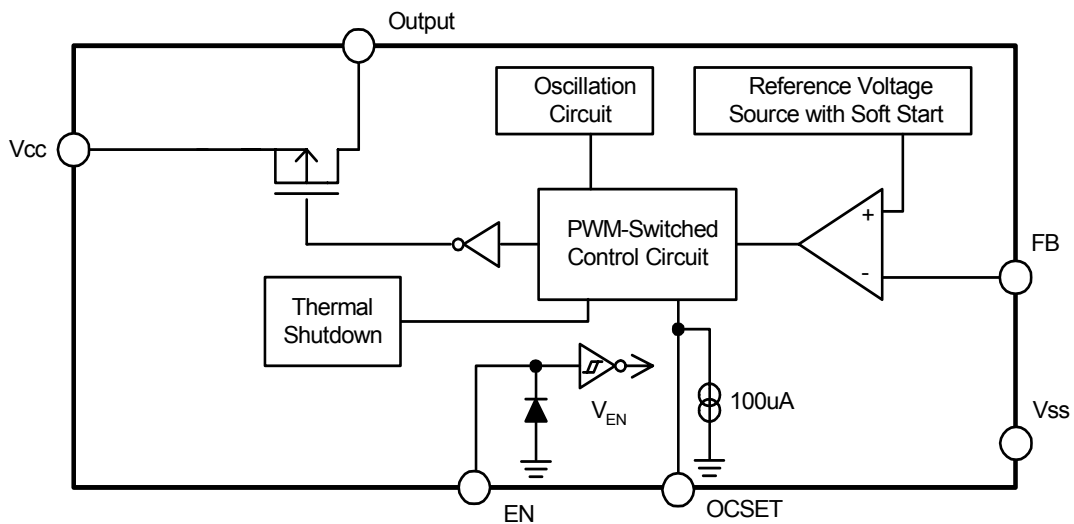 Output
Oscillation
Circuit
Reference Voltage
Source with Soft Start
Vcc
+
PWM-Switched
Control Circuit
FB
-
Thermal
Shutdown
VEN
100uA
Vss
EN
OCSET